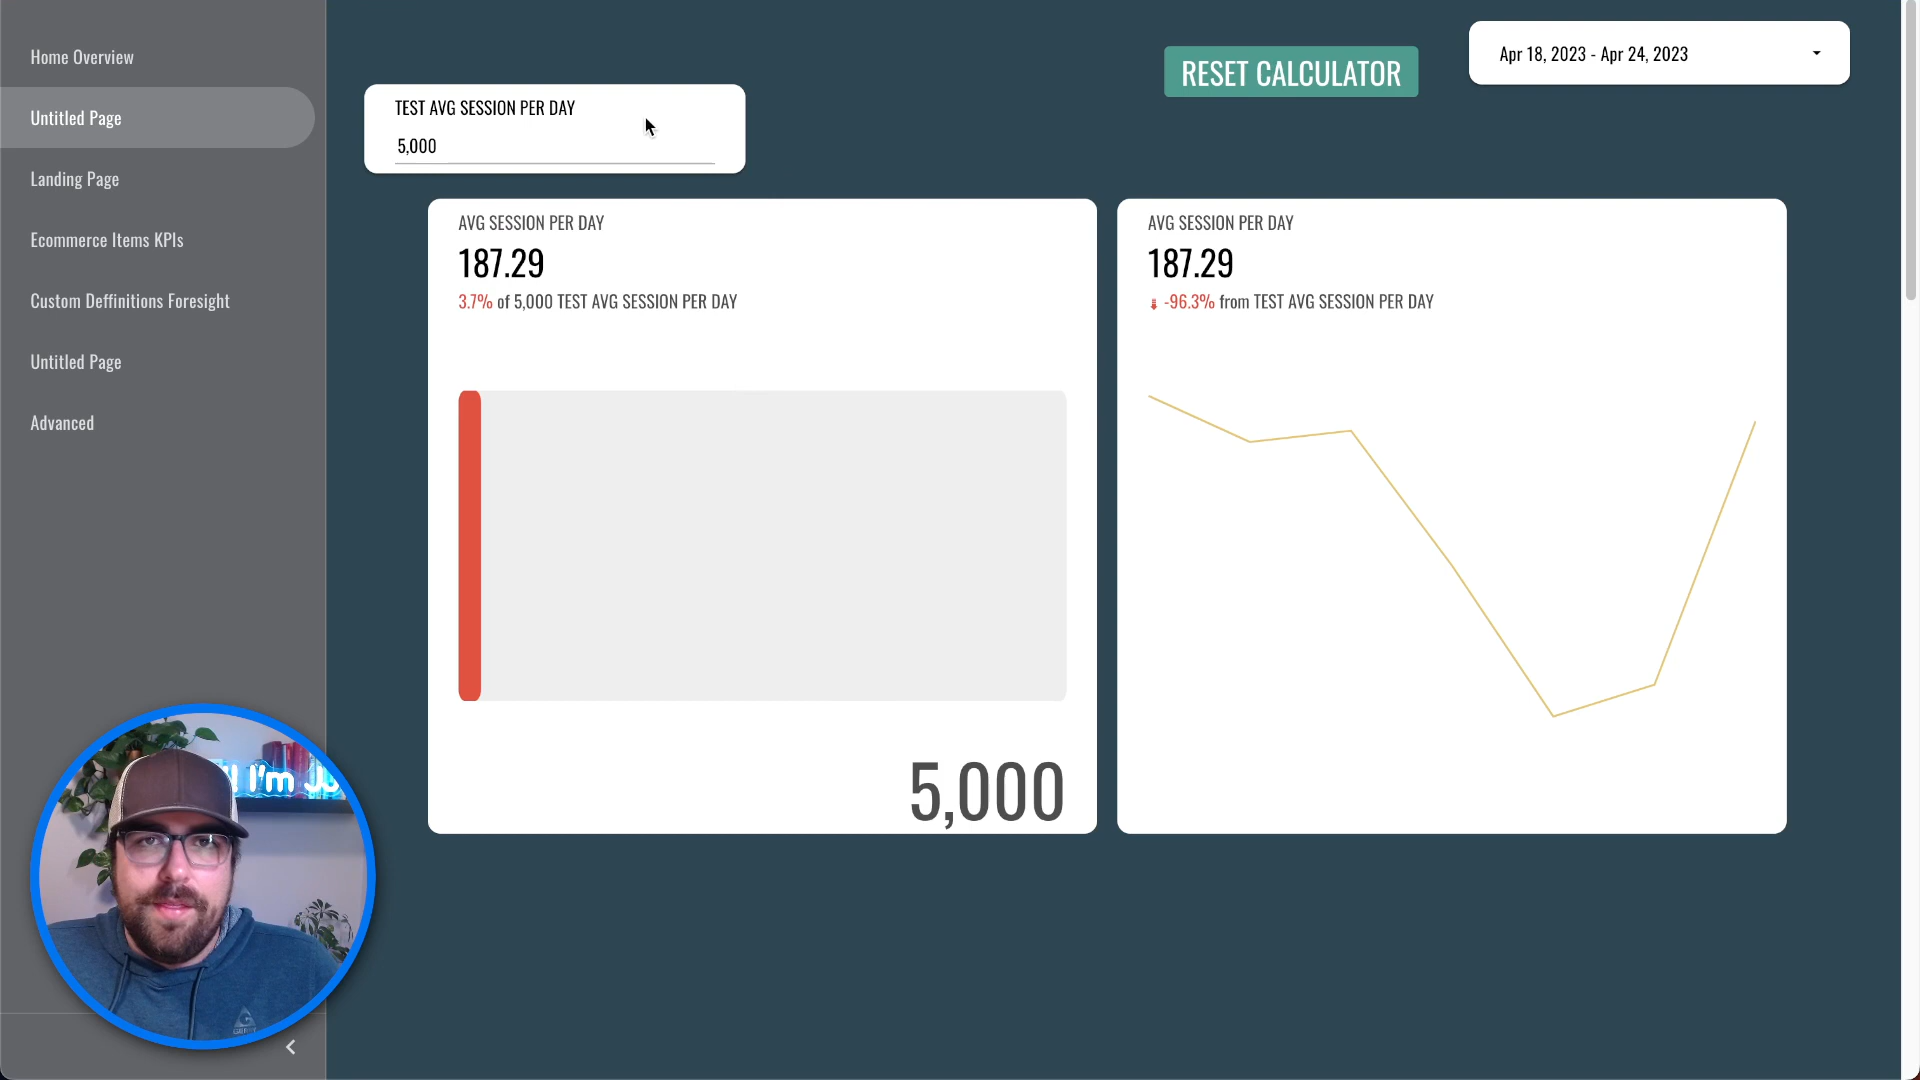 Home Overview
Untitled Page
Landing Page
Ecommerce Items KPIs
Custom Deffinitions Foresight
Untitled Page
Advanced
RESET CALCULATOR
Apr 18, 2023 - Apr 24, 2023
TEST AVG SESSION PER DAY
5,000
AVG SESSION PER DAY
187.29
3.7% of 5,000 TEST AVG SESSION PER DAY
5,000
AVG SESSION PER DAY
187.29
-96.3% from TEST AVG SESSION PER DAY
I'm